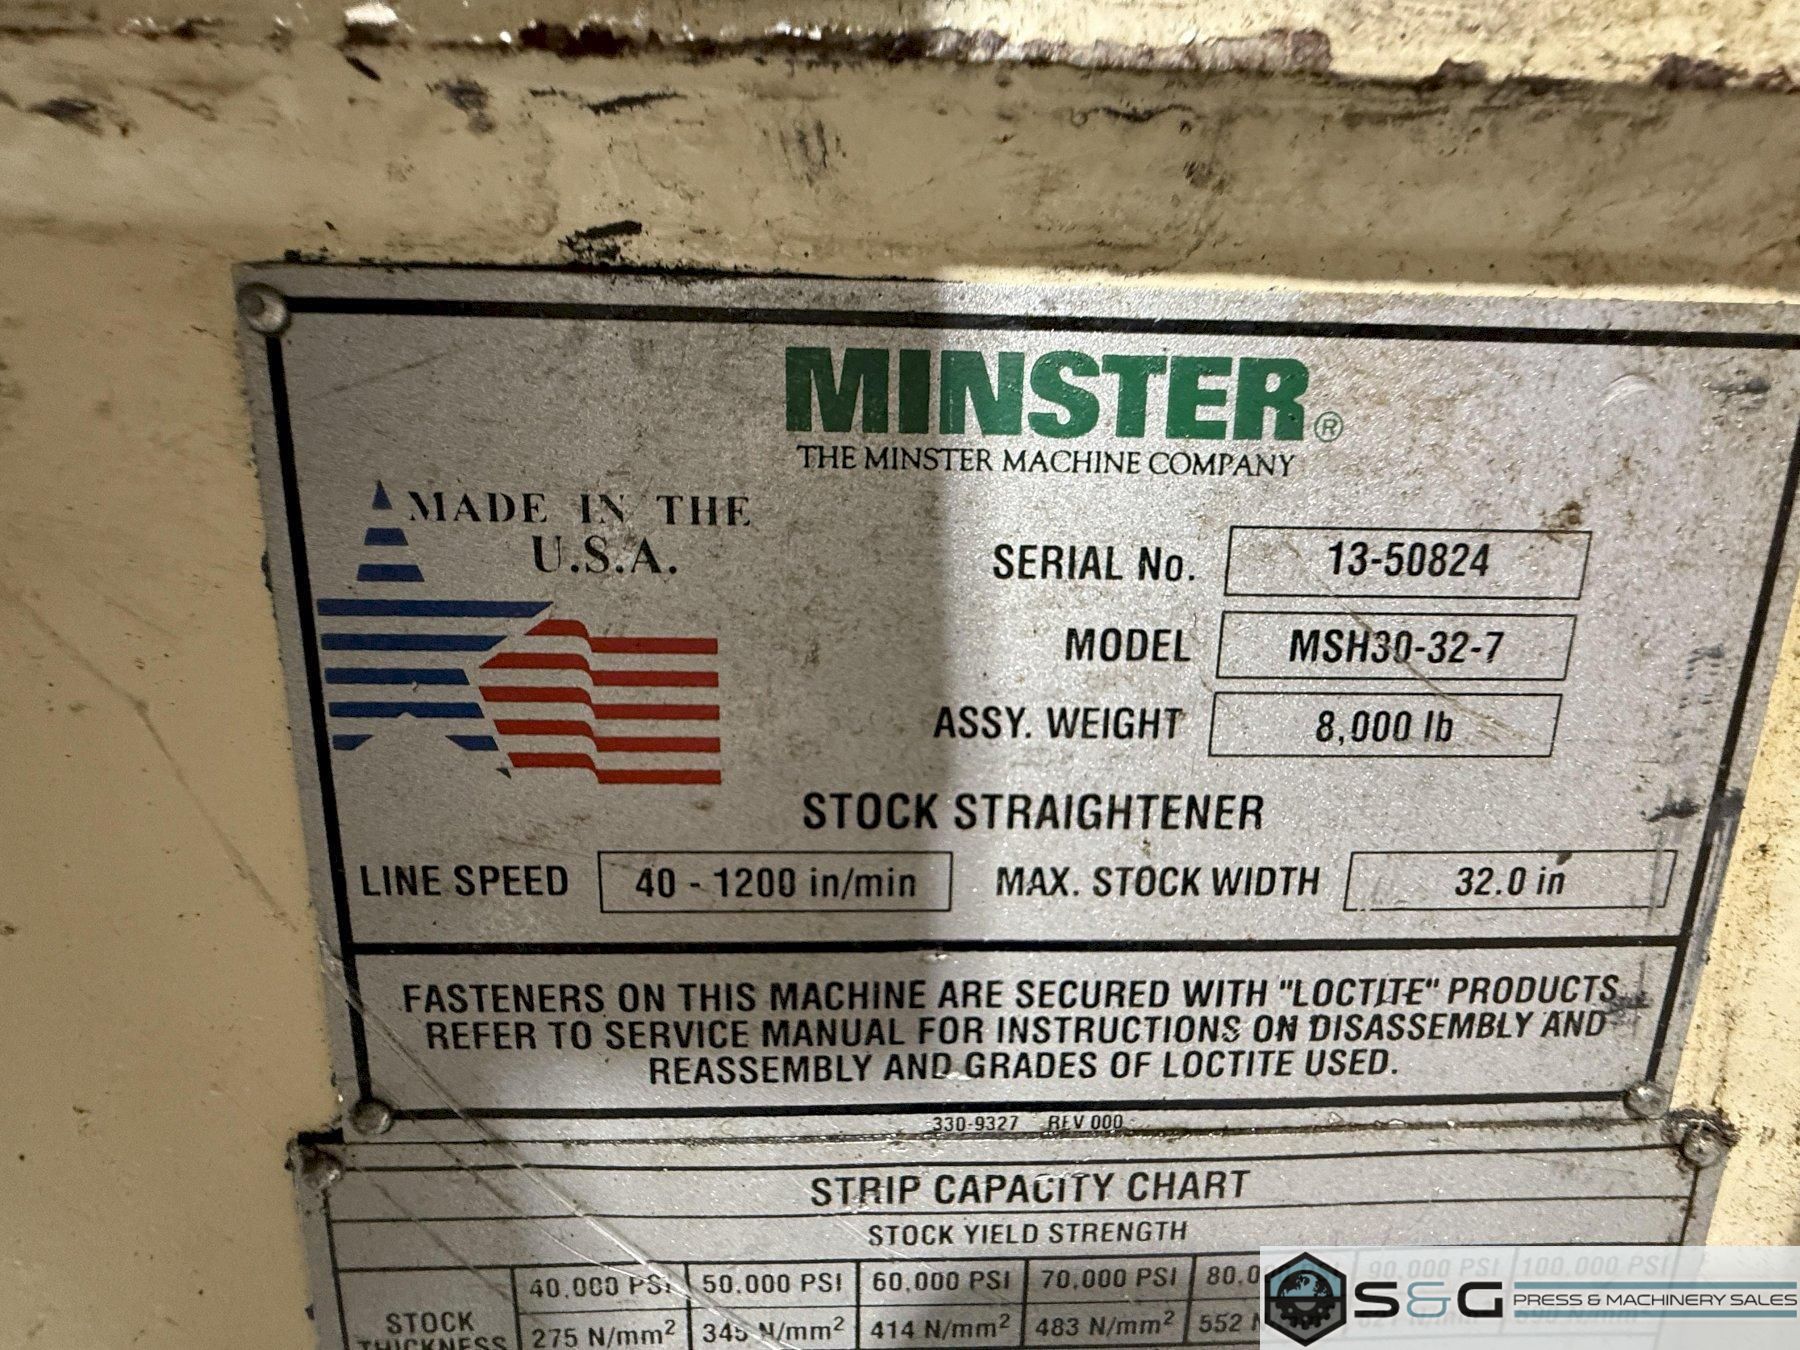 MINSTER®
THE MINSTER MACHINE COMPANY
MADE IN THE
U.S.A.
SERIAL No. 13-50824
MODEL MSH30-32-7
ASSY. WEIGHT 8,000 lb
STOCK STRAIGHTENER
LINE SPEED 40 - 1200 in/min MAX. STOCK WIDTH 32.0 in
FASTENERS ON THIS MACHINE ARE SECURED WITH "LOCTITE" PRODUCTS
REFER TO SERVICE MANUAL FOR INSTRUCTIONS ON DISASSEMBLY AND
REASSEMBLY AND GRADES OF LOCTITE USED.
330-9327 REV 000
STRIP CAPACITY CHART
STOCK YIELD STRENGTH
40.000 PSI 50.000 PSI 60,000 PSI 70.000 PSI 90,000 PSI 100,000 PSI
STOCK
THICKNESS 275 N/mm² 345 N/mm² 414 N/mm² 483 N/mm² 552
S&G PRESS & MACHINERY SALES